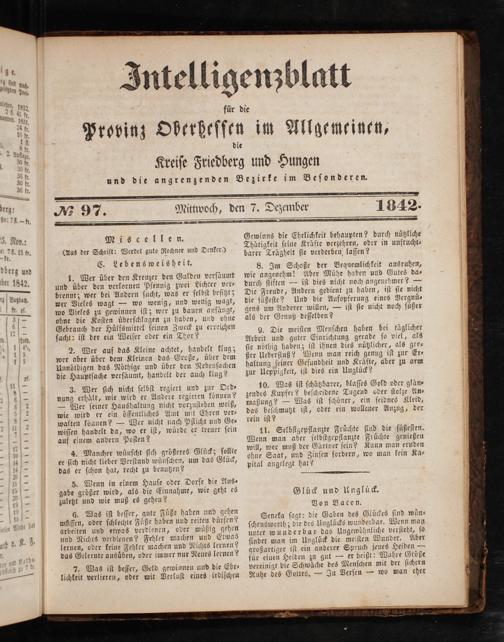 Intelligenzblatt
für die
Provinz Oberhessen im Allgemeinen,
die
Kreise Friedberg und Hungen
und die angrenzenden Bezirke im Besonderen.
№ 97. Mittwoch, den 7. Dezember 1842.
Miscellen.
(Aus der Schrift: Werdet gute Rechner und Denker.)
C. Lebensweisheit.
1. Wer über den Kreuzer den Gulden versäumt
und über den verlornen Pfennig zwei Lichter ver-
brennt; wer bei Andern sucht, was er selbst besitzt;
wer Vieles wagt — wo wenig, und wenig wagt,
wo Vieles zu gewinnen ist; wer zu bauen anfängt,
ohne die Kosten überschlagen zu haben, und ohne
Gebrauch der Hülfsmittel seinen Zweck zu erreichen
sucht: ist der ein Weiser oder ein Thor?
2. Wer auf das Kleine achtet, handelt klug;
wer aber über dem Kleinen das Große, über dem
Unnöthigen das Nöthige und über den Nebensachen
die Hauptsache versäumt, handelt der auch klug?
3. Wer sich nicht selbst regiert und zur Ord-
nung erhält, wie wird er Andere regieren können?
— Wer seiner Haushaltung nicht vorzustehen weiß,
wie wird er ein öffentliches Amt mit Ehren ver-
walten können? — Wer nicht nach Pflicht und Ge-
wissen handelt da, wo er ist, würde er treuer sein
auf einem andern Posten?
4. Mancher wünscht sich größeres Glück; sollte
er sich nicht lieber Verstand wünschen, um das Glück,
das er schon hat, recht zu benutzen?
5. Wenn in einem Hause oder Dorfe die Aus-
gabe größer wird, als die Einnahme, wie geht es
zuletzt und wie muß es gehen?
6. Was ist besser, gute Füße haben und gehen
müssen, oder schlechte Füße haben und reiten dürfen?
arbeiten und etwas verdienen, oder müßig gehen
und Nichts verdienen? Fehler machen und Etwas
lernen, oder keine Fehler machen und Nichts lernen?
das Gelernte ausüben, oder immer nur Neues lernen?
7. Was ist besser, Geld gewinnen und die Ehr-
lichkeit verlieren, oder mit Verlust eines irdischen
Gewinns die Ehrlichkeit behaupten? durch nützliche
Thätigkeit seine Kräfte verzehren, oder in unfrucht-
barer Trägheit sie verderben lassen?
8. Im Schoße der Bequemlichkeit ausruhen,
wie angenehm! Aber Mühe haben und Gutes da-
durch stiften — ist dies nicht noch angenehmer? —
Die Freude, Andern geholfen zu haben, ist sie nicht
die süßeste? Und die Aufopferung eines Vergnü-
gens um Anderer willen, — ist sie nicht noch süßer
als der Genuß desselben?
9. Die meisten Menschen haben bei täglicher
Arbeit und guter Einrichtung gerade so viel, als
sie nöthig haben; ist ihnen dies nützlicher, als gro-
ßer Ueberfluß? Wenn man reich genug ist zur Er-
haltung seiner Gesundheit und Kräfte, aber zu arm
zur Ueppigkeit, ist dies ein Unglück?
10. Was ist schätzbarer, blasses Gold oder glän-
zendes Kupfer? bescheidene Tugend oder stolze An-
maßung? — Was ist schöner, ein seidenes Kleid,
das beschmutzt ist, oder ein wollener Anzug, der
rein ist?
11. Selbstgepflanzte Früchte sind die süßesten.
Wenn man aber selbstgepflanzte Früchte genießen
will, wer muß der Gärtner sein? Kann man ernden
ohne Saat, und Zinsen fordern, wo man kein Ka-
pital angelegt hat?
Glück und Unglück.
Von Bacon.
Seneka sagt: die Gaben des Glückes sind wün-
schenswerth; die des Unglücks wunderbar. Wenn man
unter wunderbar das Ungewöhnliche versteht, so
findet man im Unglück die meisten Wunder. Aber
großartiger ist ein anderer Spruch jenes Heiden —
für einen Heiden zu gut — er heißt: Wahre Größe
vereinigt die Schwäche des Menschen mit der sichern
Ruhe des Gottes, — In Versen — wo man eher